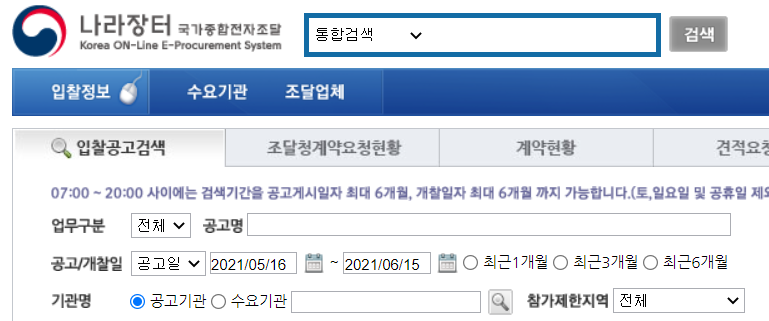 나라장터 국가종합전자조달
Korea ON-Line E-Procurement System
통합검색 검색
입찰정보 수요기관 조달업체
입찰공고검색 조달청계약요청현황 계약현황 견적요청
07:00 ~ 20:00 사이에는 검색기간을 공고게시일자 최대 6개월, 개찰일자 최대 6개월 까지 가능합니다.(토,일요일 및 공휴일 제외
업무구분 전체 공고명
공고/개찰일 공고일 2021/05/16 ~ 2021/06/15 최근1개월 최근3개월 최근6개월
기관명 공고기관 수요기관 참가제한지역 전체